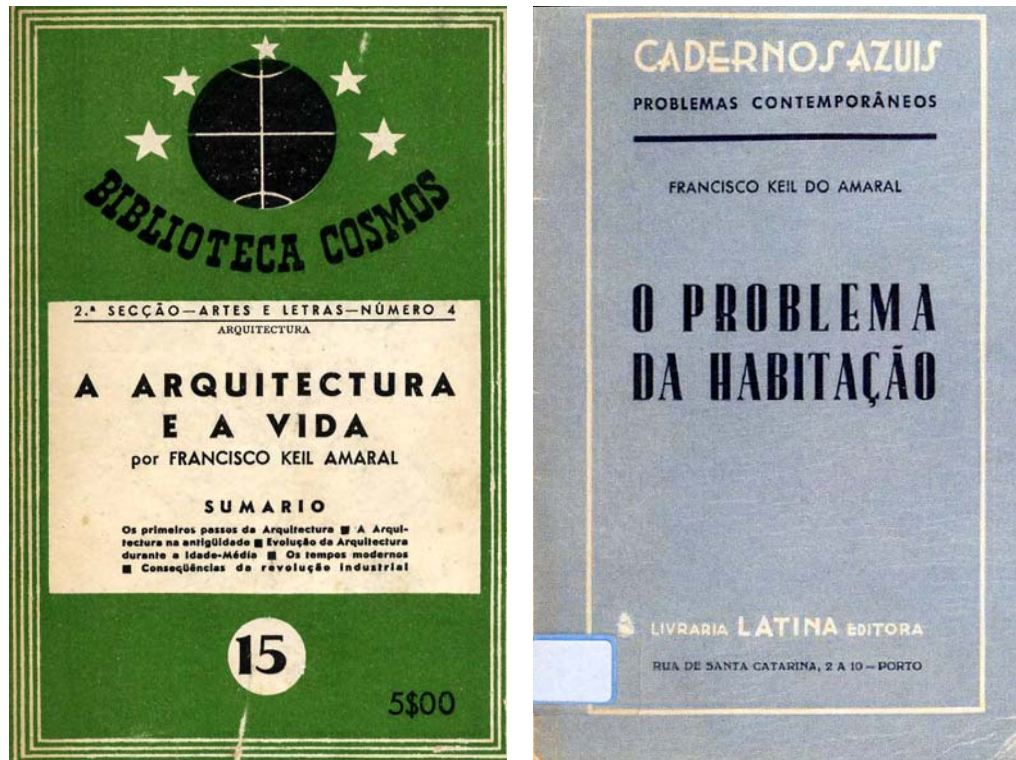 BIBLIOTECA COSMOS
2.ª SECÇÃO—ARTES E LETRAS—NÚMERO 4
ARQUITECTURA
A ARQUITECTURA
E A VIDA
por FRANCISCO KEIL AMARAL
SUMARIO
Os primeiros passos da Arquitectura ■ A Arqui-
tectura na antigüidade ■ Evolução da Arquitectura
durante a Idade-Média ■ Os tempos modernos
■ Conseqüências da revolução industrial
15
5$00
CADERNOS AZUIS
PROBLEMAS CONTEMPORÂNEOS
FRANCISCO KEIL DO AMARAL
O PROBLEMA
DA HABITAÇÃO
LIVRARIA LATINA EDITORA
RUA DE SANTA CATARINA, 2 A 10—PORTO